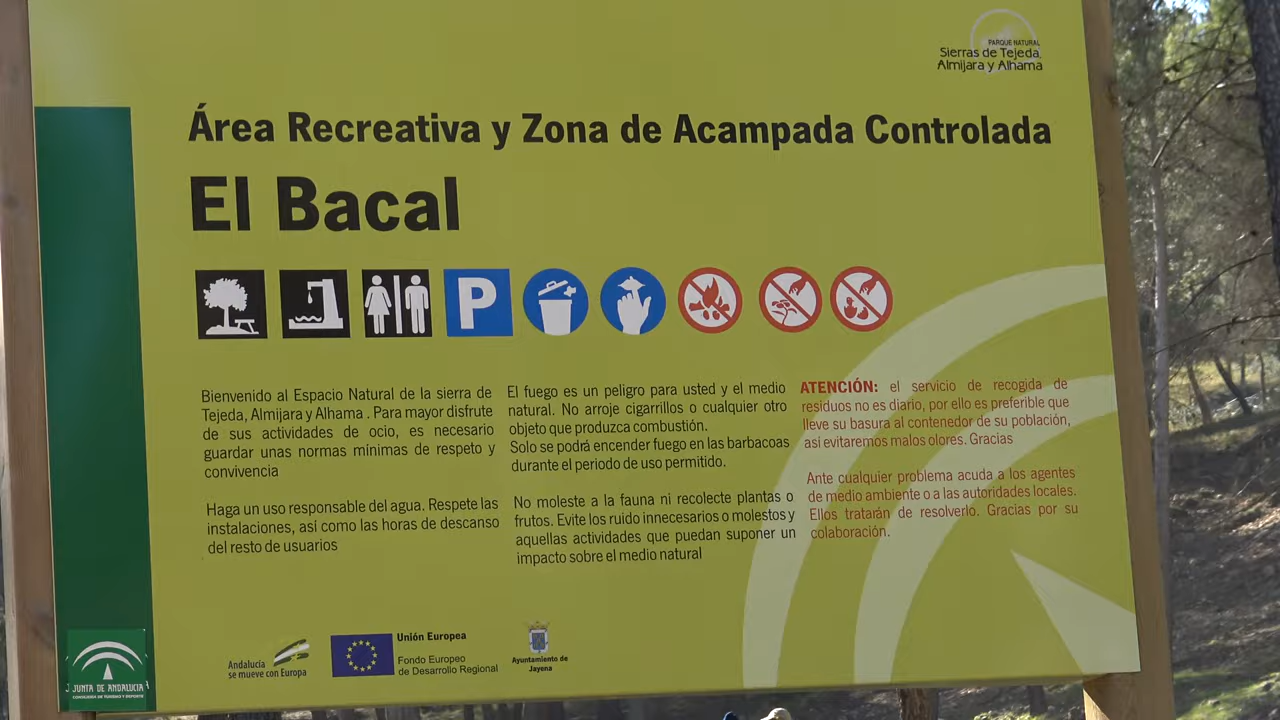 PARQUE NATURAL
Sierras de Tejeda,
Almijara y Alhama
Área Recreativa y Zona de Acampada Controlada
El Bacal
P
Bienvenido al Espacio Natural de la sierra de
Tejeda, Almijara y Alhama . Para mayor disfrute
de sus actividades de ocio, es necesario
guardar unas normas mínimas de respeto y
convivencia
Haga un uso responsable del agua. Respete las
instalaciones, así como las horas de descanso
del resto de usuarios
El fuego es un peligro para usted y el medio
natural. No arroje cigarrillos o cualquier otro
objeto que produzca combustión.
Solo se podrá encender fuego en las barbacoas
durante el periodo de uso permitido.
No moleste a la fauna ni recolecte plantas o
frutos. Evite los ruido innecesarios o molestos y
aquellas actividades que puedan suponer un
impacto sobre el medio natural
ATENCIÓN: el servicio de recogida de
residuos no es diario, por ello es preferible que
lleve su basura al contenedor de su población,
así evitaremos malos olores. Gracias
Ante cualquier problema acuda a los agentes
de medio ambiente o a las autoridades locales.
Ellos tratarán de resolverlo. Gracias por su
colaboración.
JUNTA DE ANDALUCIA
CONSEJERIA DE TURISMO Y DEPORTE
Andalucía
se mueve con Europa
Unión Europea
Fondo Europeo
de Desarrollo Regional
Ayuntamiento de
Jayena